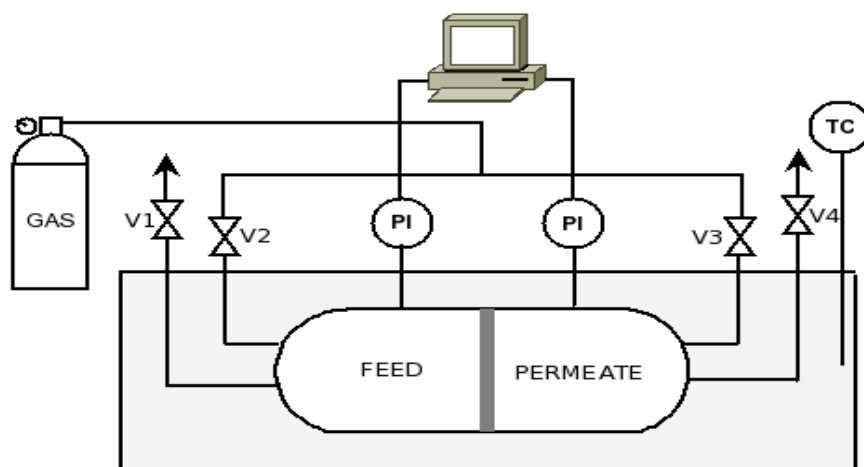 TC
GAS
V1
V2
PI
PI
V3
V4
FEED
PERMEATE